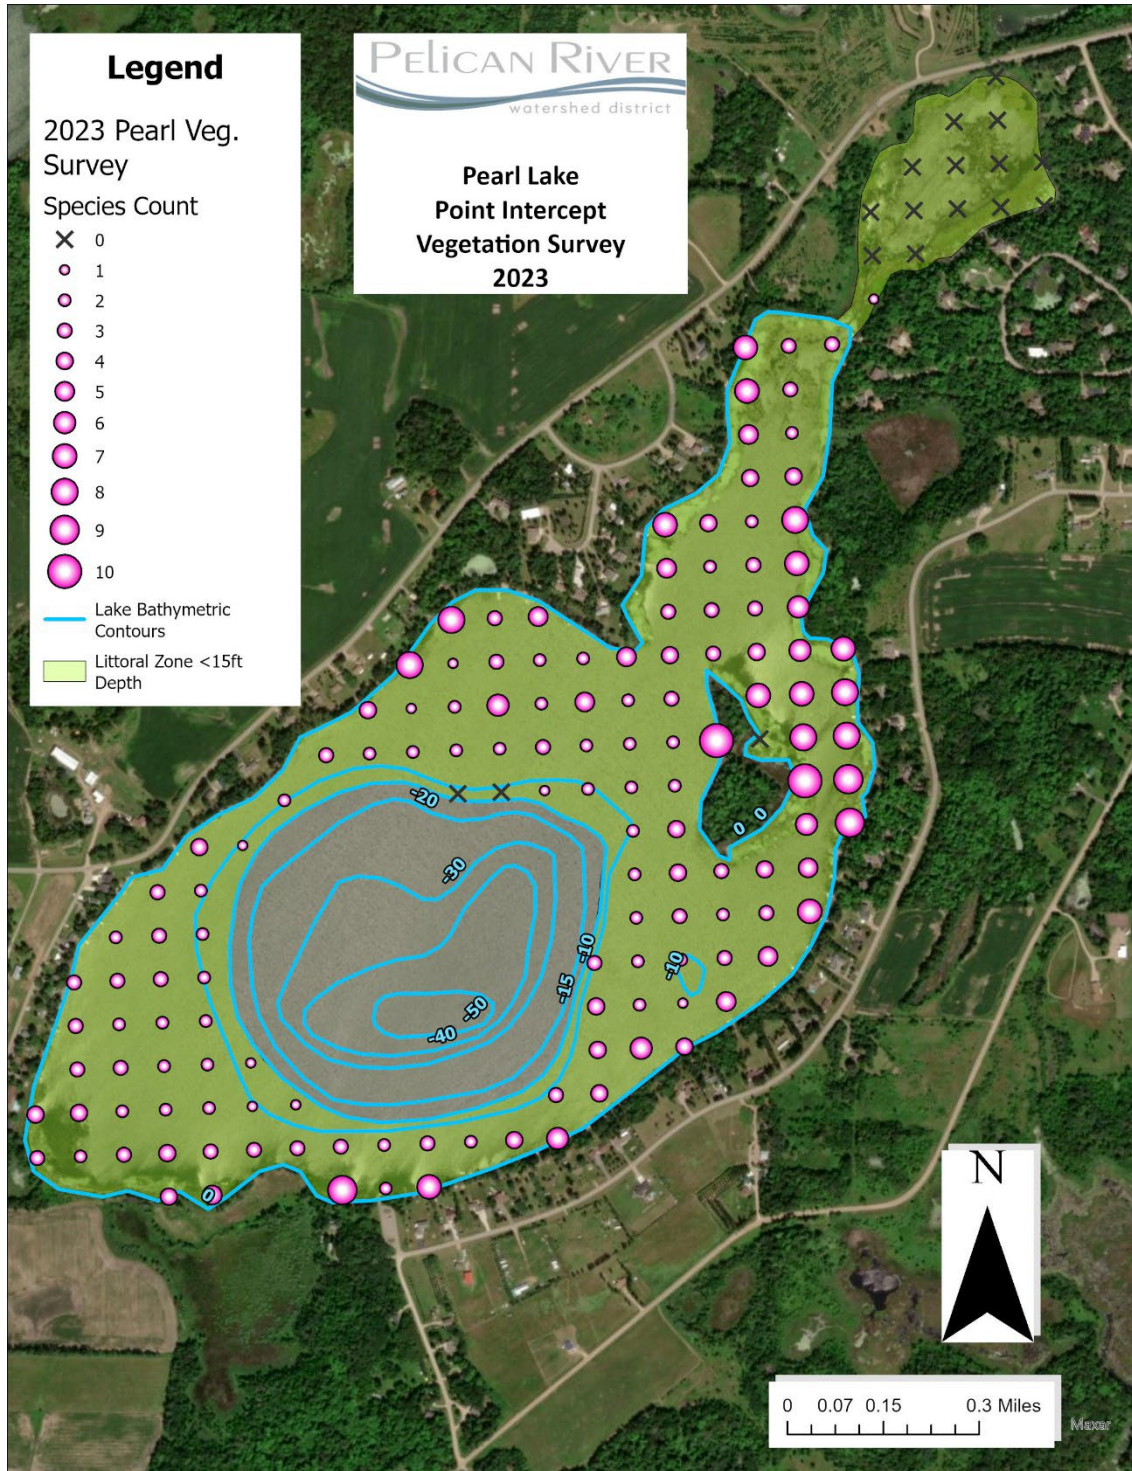 Legend
2023 Pearl Veg.
Survey
Species Count
0
1
2
3
4
5
6
7
8
9
10
Lake Bathymetric
Contours
Littoral Zone <15ft
Depth
PELICAN RIVER
watershed district
Pearl Lake
Point Intercept
Vegetation Survey
2023
-20
-30
0
0
-10
-10
-15
-50
-40
0
N
0 0.07 0.15 0.3 Miles
Maxar